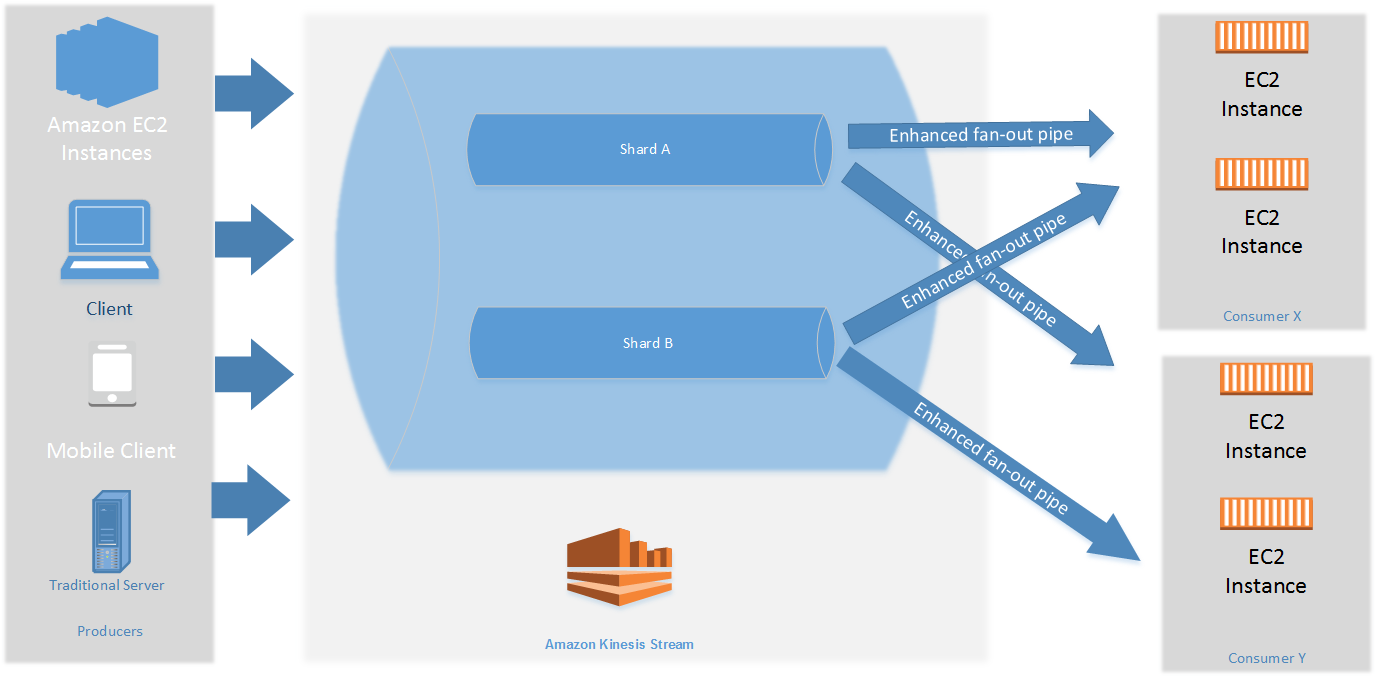 Amazon EC2
Instances
Client
Mobile Client
Traditional Server
Producers
Shard A
Shard B
Amazon Kinesis Stream
Enhanced fan-out pipe
Enhanced fan-out pipe
Enhanced n-out pipe
Enhanced fan-out pipe
EC2
Instance
EC2
Instance
Consumer X
EC2
Instance
EC2
Instance
Consumer Y